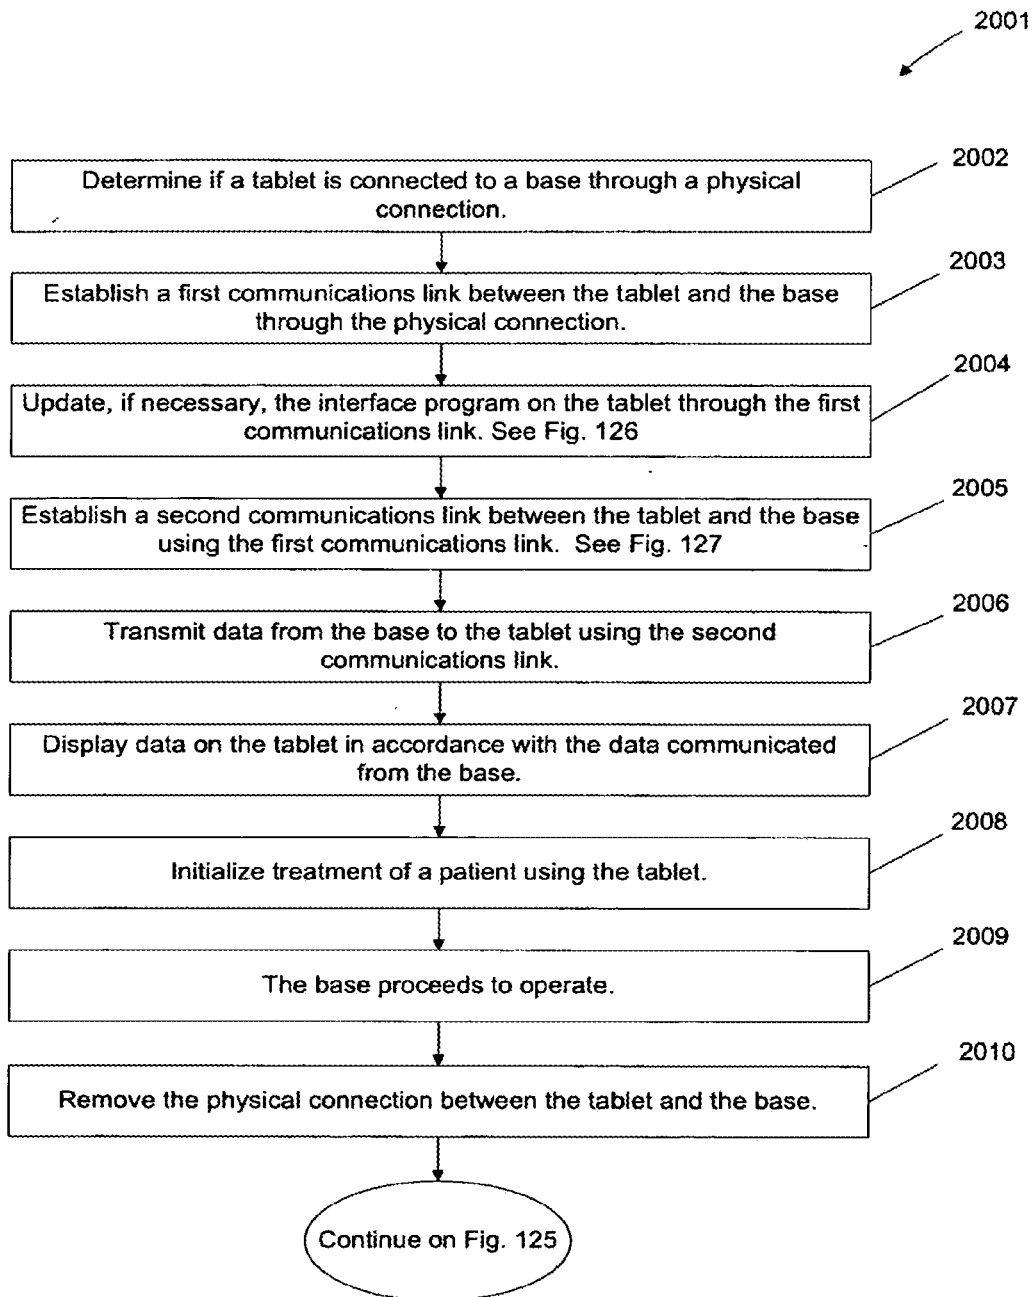 2001
2002
Determine if a tablet is connected to a base through a physical
connection.
2003
Establish a first communications link between the tablet and the base
through the physical connection.
2004
Update, if necessary, the interface program on the tablet through the first
communications link. See Fig. 126
2005
Establish a second communications link between the tablet and the base
using the first communications link. See Fig. 127
2006
Transmit data from the base to the tablet using the second
communications link.
2007
Display data on the tablet in accordance with the data communicated
from the base.
2008
Initialize treatment of a patient using the tablet.
2009
The base proceeds to operate.
2010
Remove the physical connection between the tablet and the base.
Continue on Fig. 125